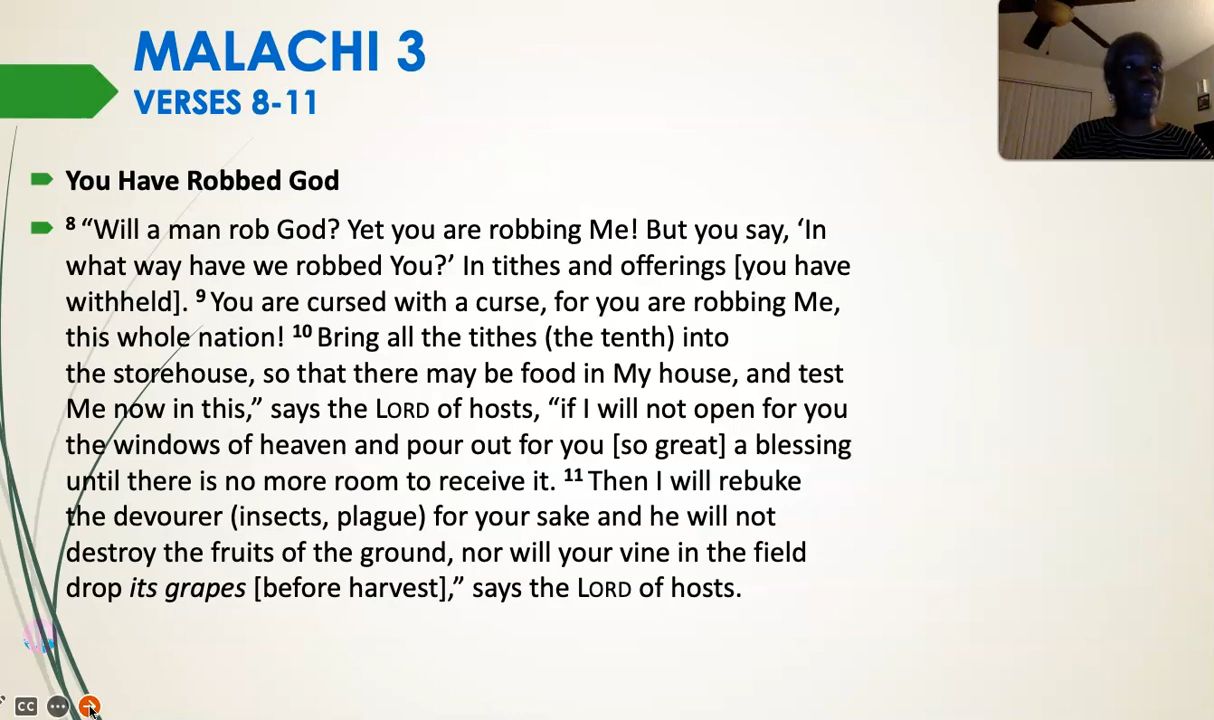 MALACHI 3
VERSES 8-11
You Have Robbed God
8 “Will a man rob God? Yet you are robbing Me! But you say, ‘In
what way have we robbed You?’ In tithes and offerings [you have
withheld]. 9 You are cursed with a curse, for you are robbing Me,
this whole nation! 10 Bring all the tithes (the tenth) into
the storehouse, so that there may be food in My house, and test
Me now in this,” says the LORD of hosts, “if I will not open for you
the windows of heaven and pour out for you [so great] a blessing
until there is no more room to receive it. 11 Then I will rebuke
the devourer (insects, plague) for your sake and he will not
destroy the fruits of the ground, nor will your vine in the field
drop its grapes [before harvest],” says the LORD of hosts.
CC